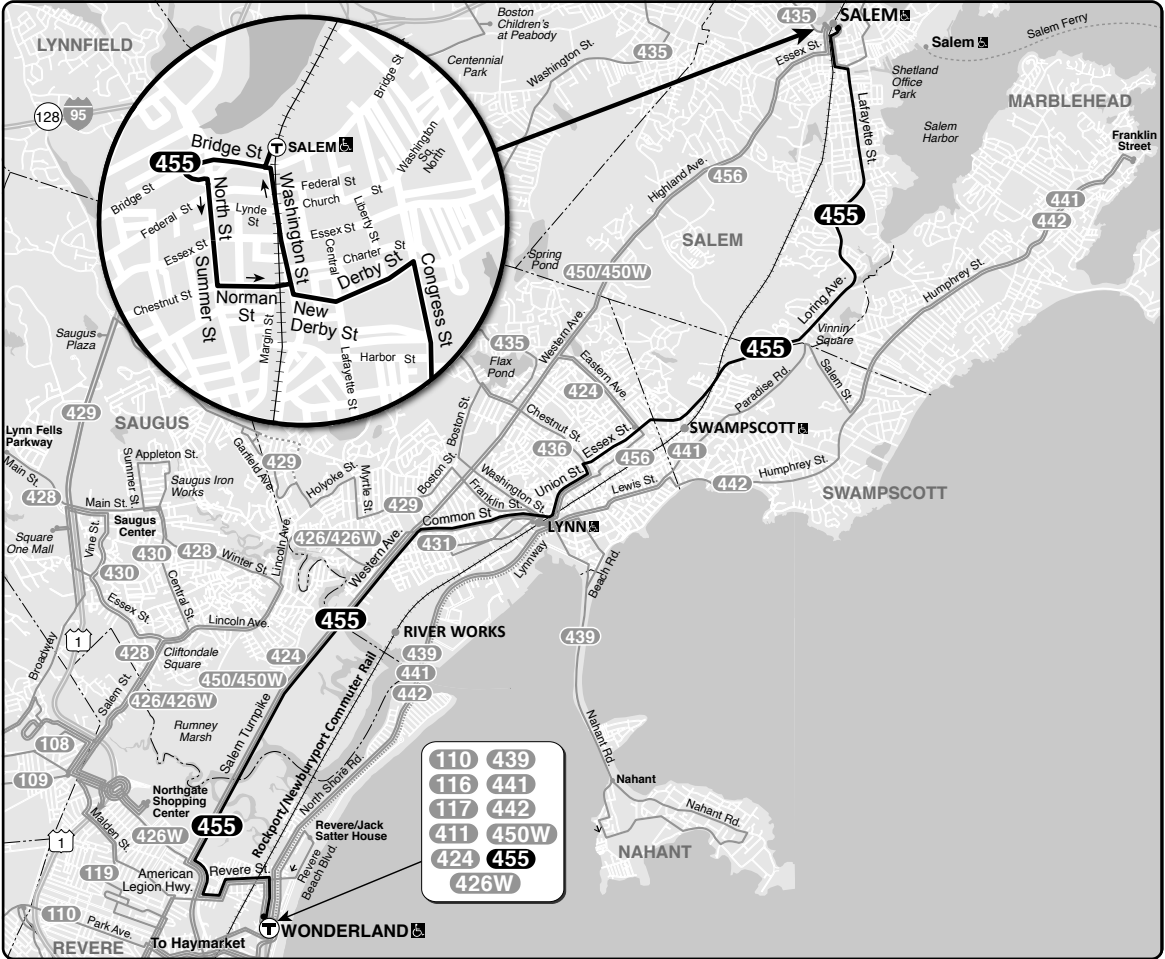 LYNNFIELD
128
95
Boston
Children's
at Peabody
Centennial
Park
Washington St.
435
435
SALEM
Essex St.
Salem
Salem Ferry
Shetland
Office
Park
Salem
Harbor
MARBLEHEAD
Franklin
Street
Lafayette St.
Highland Ave.
456
441
442
455
SALEM
Spring
Pond
450/450W
Loring Ave.
Humphrey St.
Vinnin
Square
455
Salem St.
Paradise Rd.
Bridge St
Bridge St
T SALEM
455
Bridge St
North St
Washington St
Federal St
Federal St
Church St
Lynde
St
Liberty St
Washington
Sq.
North
Essex St
Essex St
Central
Charter St
Derby St
Summer St
Chestnut St
Norman
St
New
Derby St
Congress St
Margin St
Lafayette St
Harbor St
Saugus
Plaza
429
SAUGUS
Lynn Fells
Parkway
Main St.
428
Appleton St.
Summer St.
Saugus Iron
Works
Main St.
Saugus
Center
Square
One Mall
Vine St.
430
430
428
Winter St.
Central St.
Essex St.
Lincoln Ave.
Lincoln Ave.
Garfield Ave.
429
Holyoke St.
Myrtle St.
429
Boston St.
Boston St.
426/426W
Western Ave.
Western Ave.
435
Flax
Pond
Eastern Ave.
424
Chestnut St.
436
Essex St.
456
SWAMPSCOTT
441
442
Humphrey St.
SWAMPSCOTT
Washington St.
Franklin St.
Union St.
Lewis St.
Common St
431
LYNN
Lynnway
Beach Rd.
455
RIVER WORKS
439
441
442
439
Broadway
1
428
Cliftondale
Square
424
450/450W
426/426W
Salem St.
Rumney
Marsh
Salem Turnpike
Rockport/Newburyport Commuter Rail
North Shore Rd.
Nahant Rd.
Nahant
Nahant Rd.
NAHANT
108
109
Northgate
Shopping
Center
Malden St.
426W
455
1
119
American
Legion Hwy.
Revere St.
Revere/Jack
Satter House
Revere
Beach Blvd.
110
Park Ave.
REVERE
To Haymarket
T WONDERLAND
110 439
116 441
117 442
411 450W
424 455
426W